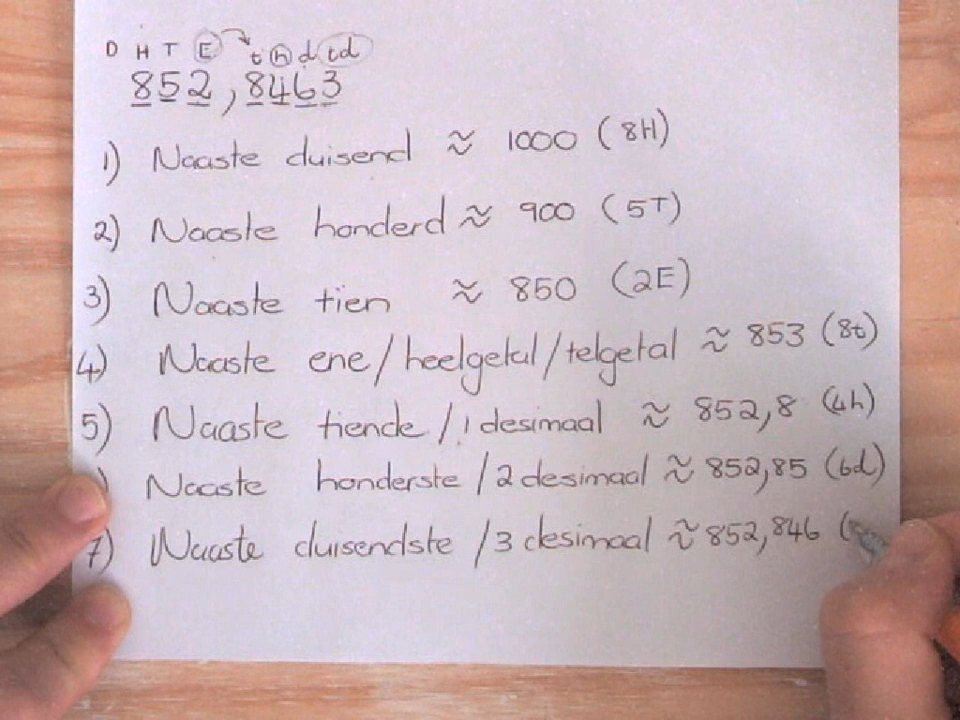 D H T E t h d td
852,8463
1) Naaste duisend ≈ 1000 (8H)
2) Naaste honderd ≈ 900 (5T)
3) Naaste tien ≈ 850 (2E)
4) Naaste ene/heelgetal/telgetal ≈ 853 (8t)
5) Naaste tiende/1 desimaal ≈ 852,8 (4h)
) Naaste honderste/2 desimaal ≈ 852,85 (6d)
7) Naaste duisendste/3 desimaal ≈ 852,846 (